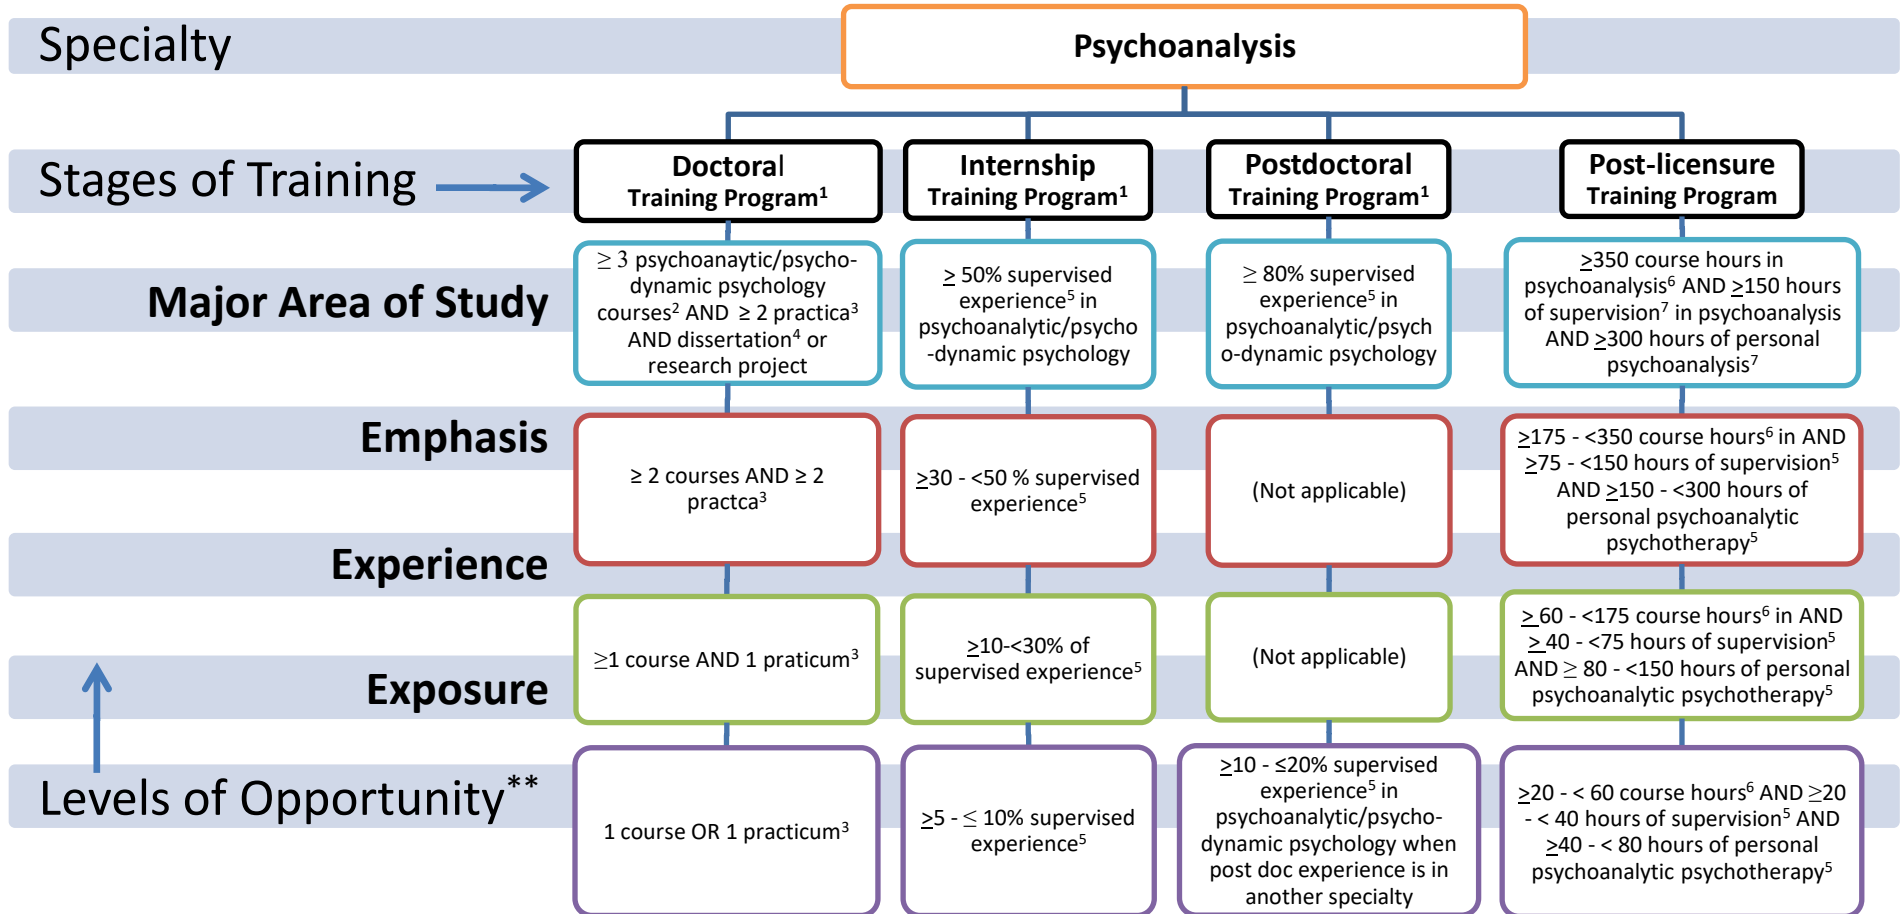 Specialty
Psychoanalysis
Stages of Training
Doctoral
Training Program¹
Internship
Training Program¹
Postdoctoral
Training Program¹
Post-licensure
Training Program
Major Area of Study
≥ 3 psychoanaytic/psycho-
dynamic psychology
courses² AND ≥ 2 practica³
AND dissertation⁴ or
research project
≥ 50% supervised
experience⁵ in
psychoanalytic/psycho
-dynamic psychology
≥ 80% supervised
experience⁵ in
psychoanalytic/psych
o-dynamic psychology
≥350 course hours in
psychoanalysis⁶ AND ≥150 hours
of supervision⁷ in psychoanalysis
AND ≥300 hours of personal
psychoanalysis⁷
Emphasis
≥ 2 courses AND ≥ 2
practca³
≥30 - <50 % supervised
experience⁵
(Not applicable)
≥175 - <350 course hours⁶ in AND
≥75 - <150 hours of supervision⁵
AND ≥150 - <300 hours of
personal psychoanalytic
psychotherapy⁵
Experience
≥1 course AND 1 praticum³
≥10-<30% of
supervised experience⁵
(Not applicable)
≥ 60 - <175 course hours⁶ in AND
≥ 40 - <75 hours of supervision⁵
AND ≥ 80 - <150 hours of personal
psychoanalytic psychotherapy⁵
Exposure
1 course OR 1 practicum³
≥5 - ≤ 10% supervised
experience⁵
≥10 - ≤20% supervised
experience⁵ in
psychoanalytic/psycho-
dynamic psychology when
post doc experience is in
another specialty
≥20 - < 60 course hours⁶ AND ≥20
- < 40 hours of supervision⁵ AND
≥40 - < 80 hours of personal
psychoanalytic psychotherapy⁵
Levels of Opportunity**